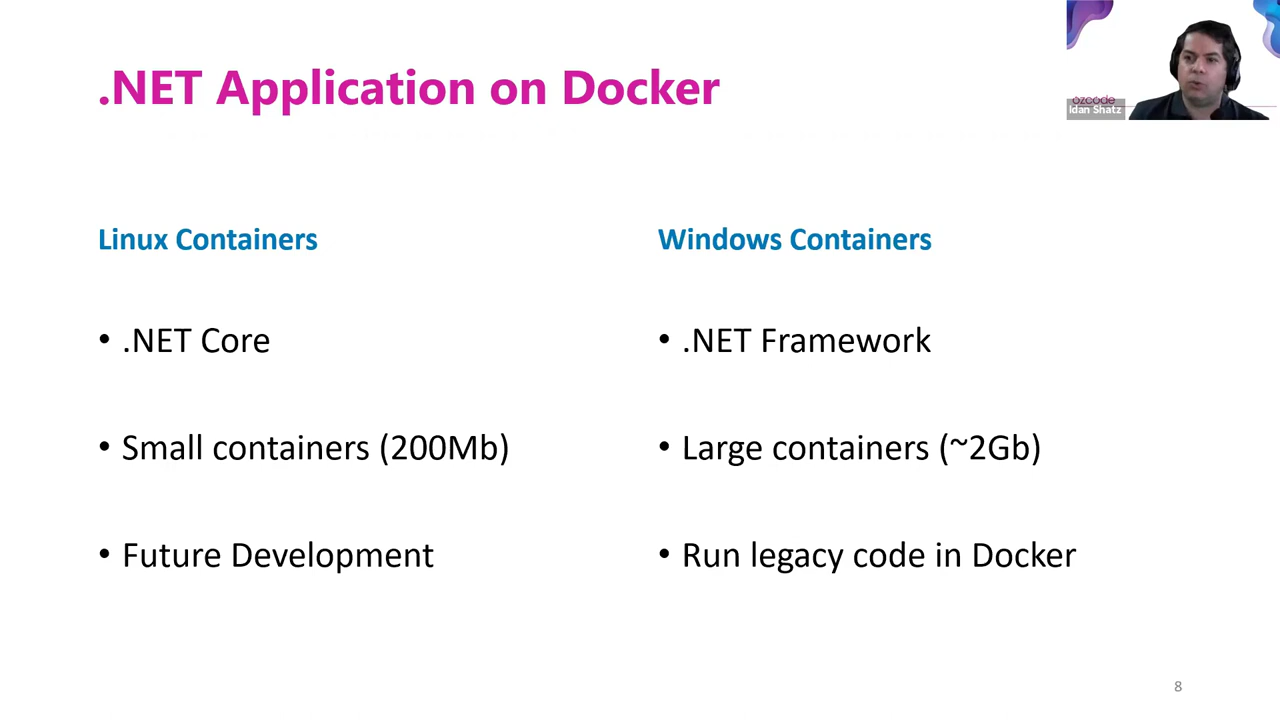 .NET Application on Docker
ozcode
Idan Shatz
Linux Containers
• .NET Core
• Small containers (200Mb)
• Future Development
Windows Containers
• .NET Framework
• Large containers (~2Gb)
• Run legacy code in Docker
8